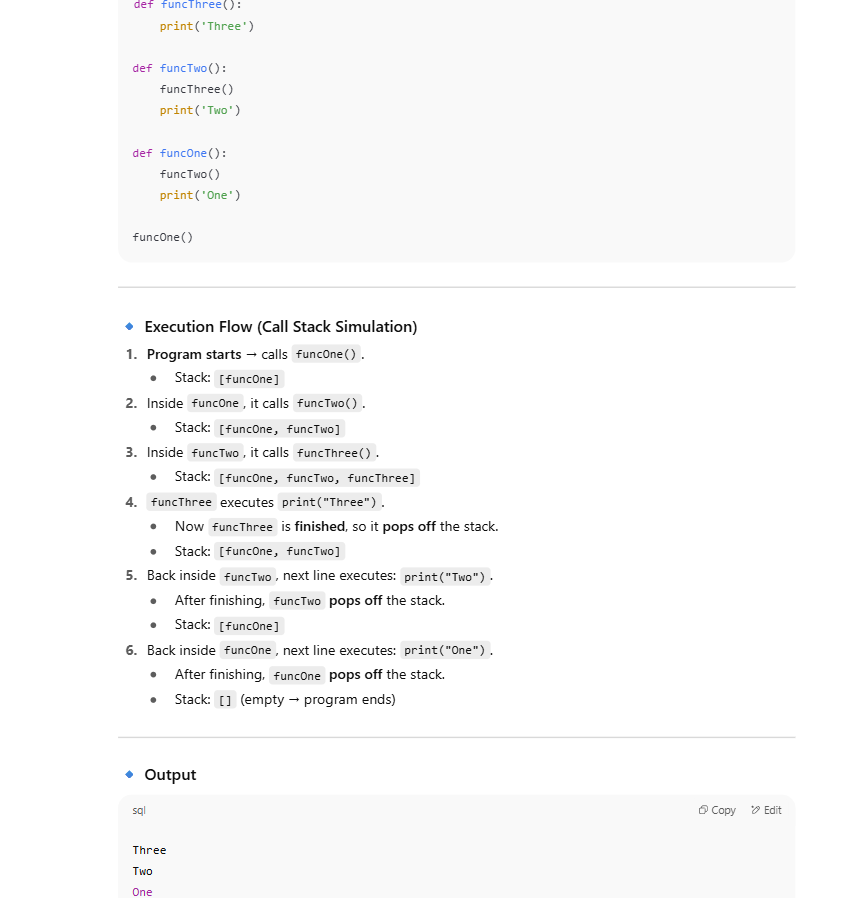 def funcThree():
    print('Three')
def funcTwo():
    funcThree()
    print('Two')
def funcOne():
    funcTwo()
    print('One')
funcOne()
Execution Flow (Call Stack Simulation)
1. Program starts → calls funcOne().
• Stack: [funcOne]
2. Inside funcOne, it calls funcTwo().
• Stack: [funcOne, funcTwo]
3. Inside funcTwo, it calls funcThree().
• Stack: [funcOne, funcTwo, funcThree]
4. funcThree executes print("Three").
• Now funcThree is finished, so it pops off the stack.
• Stack: [funcOne, funcTwo]
5. Back inside funcTwo, next line executes: print("Two").
• After finishing, funcTwo pops off the stack.
• Stack: [funcOne]
6. Back inside funcOne, next line executes: print("One").
• After finishing, funcOne pops off the stack.
• Stack: [] (empty → program ends)
Output
sql Copy Edit
Three
Two
One